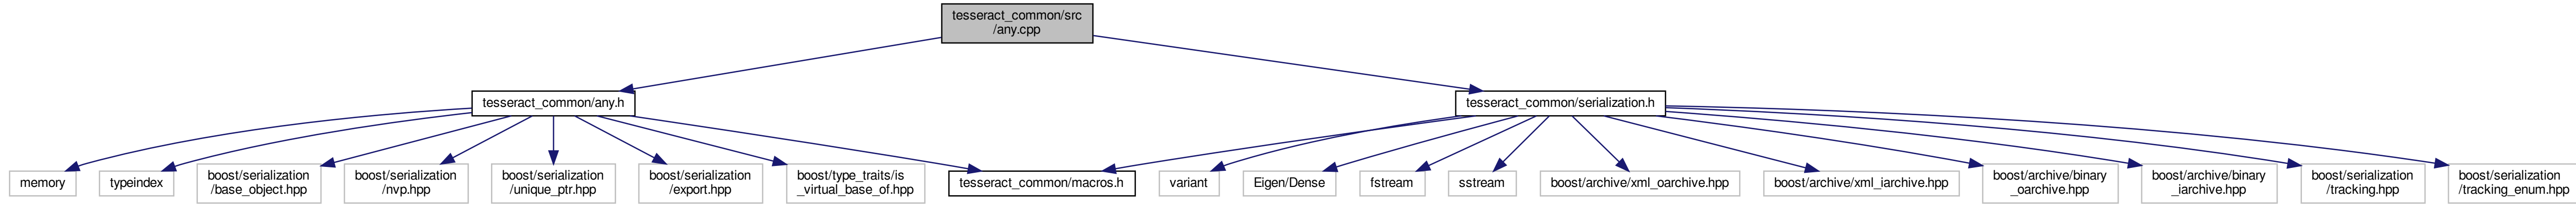 tesseract_common/src
/any.cpp
tesseract_common/any.h
tesseract_common/serialization.h
memory
typeindex
boost/serialization
/base_object.hpp
boost/serialization
/nvp.hpp
boost/serialization
/unique_ptr.hpp
boost/serialization
/export.hpp
boost/type_traits/is
_virtual_base_of.hpp
tesseract_common/macros.h
variant
Eigen/Dense
fstream
sstream
boost/archive/xml_oarchive.hpp
boost/archive/xml_iarchive.hpp
boost/archive/binary
_oarchive.hpp
boost/archive/binary
_iarchive.hpp
boost/serialization
/tracking.hpp
boost/serialization
/tracking_enum.hpp